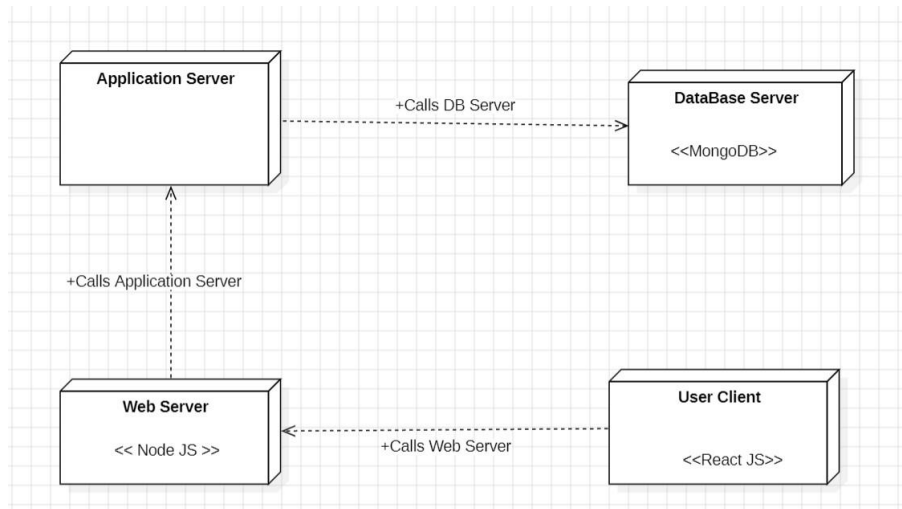 Application Server
+Calls DB Server
DataBase Server
<<MongoDB>>
+Calls Application Server
Web Server
<< Node JS >>
+Calls Web Server
User Client
<<React JS>>